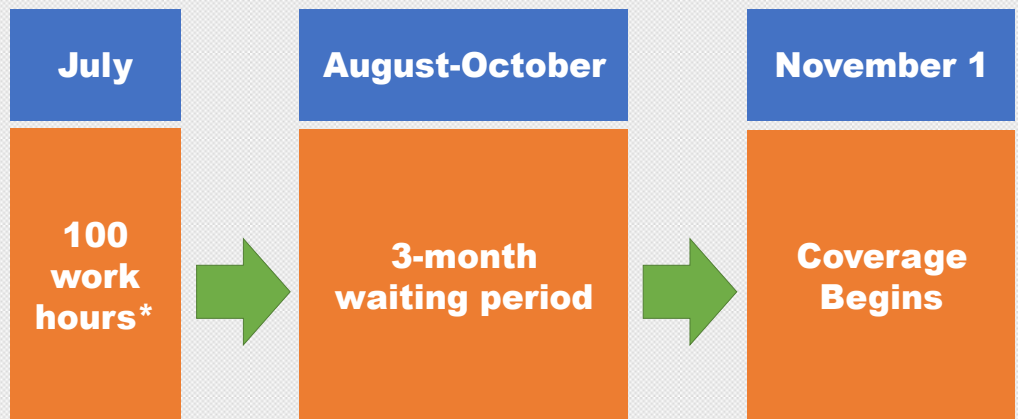 July
August-October
November 1
100
work
hours*
3-month
waiting period
Coverage
Begins